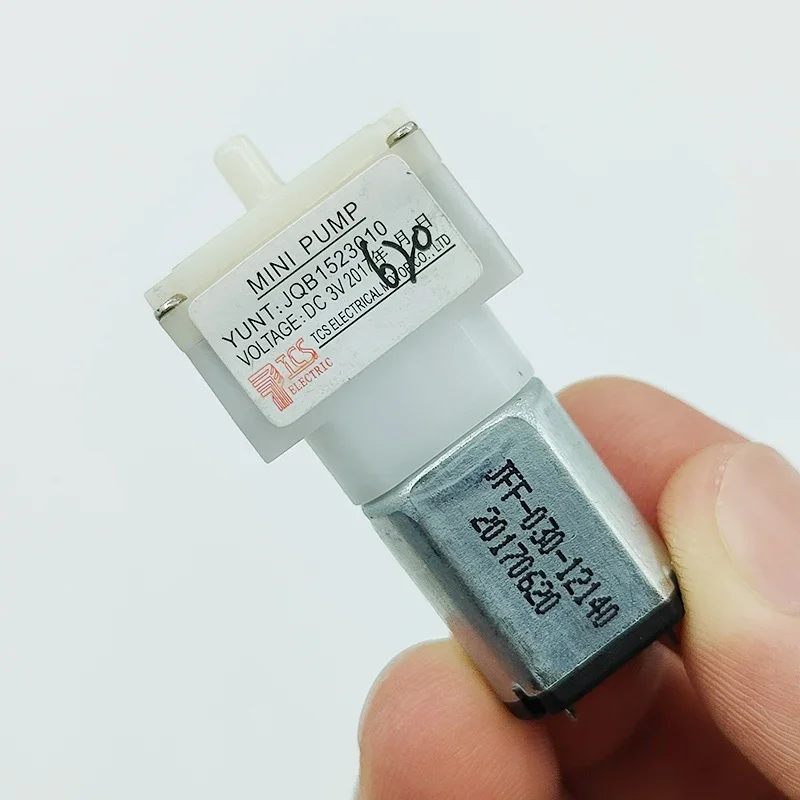 MINI PUMP
YUNT: JQB1523010
VOLTAGE: DC 3V 2017年 月 日
620
TCS ELECTRICAL MOTOR CO., LTD
TCS
ELECTRIC
JFF-030-12140
20170620